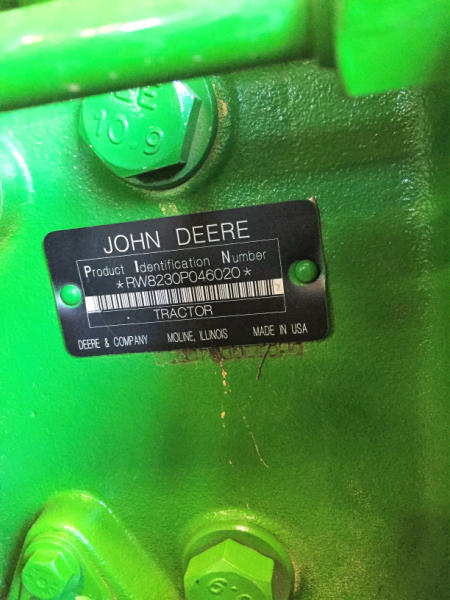 10.9
JOHN DEERE
Product Identification Number
*RW8230P046020*
TRACTOR
DEERE & COMPANY MOLINE, ILLINOIS MADE IN USA